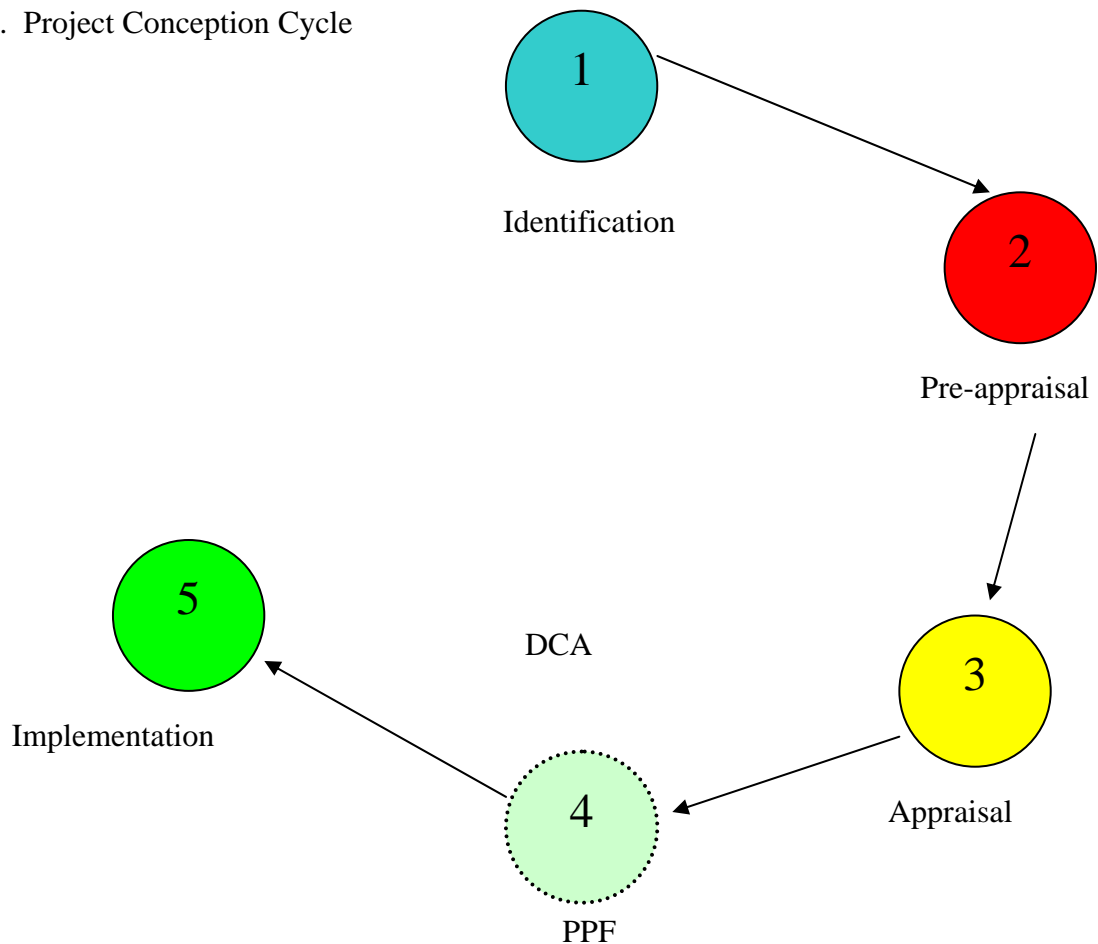 . Project Conception Cycle
1
Identification
2
Pre-appraisal
3
Appraisal
DCA
4
PPF
5
Implementation